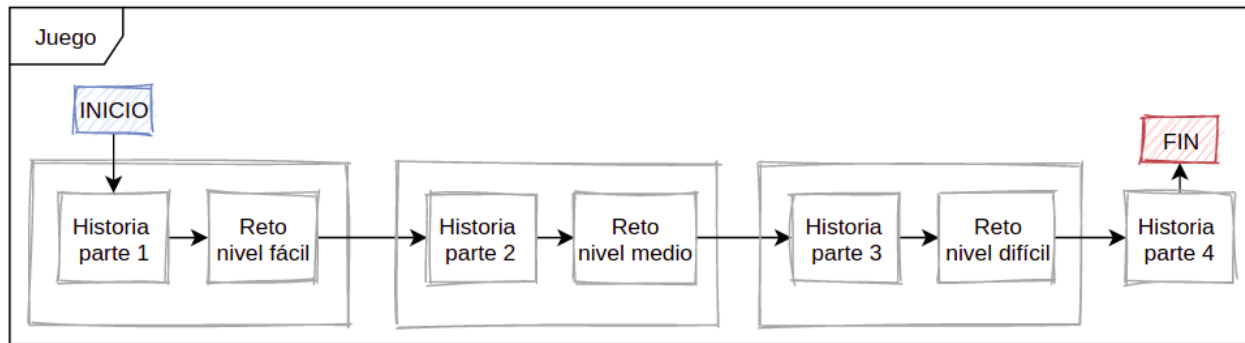 Juego
INICIO
FIN
Historia
parte 1
Reto
nivel fácil
Historia
parte 2
Reto
nivel medio
Historia
parte 3
Reto
nivel difícil
Historia
parte 4